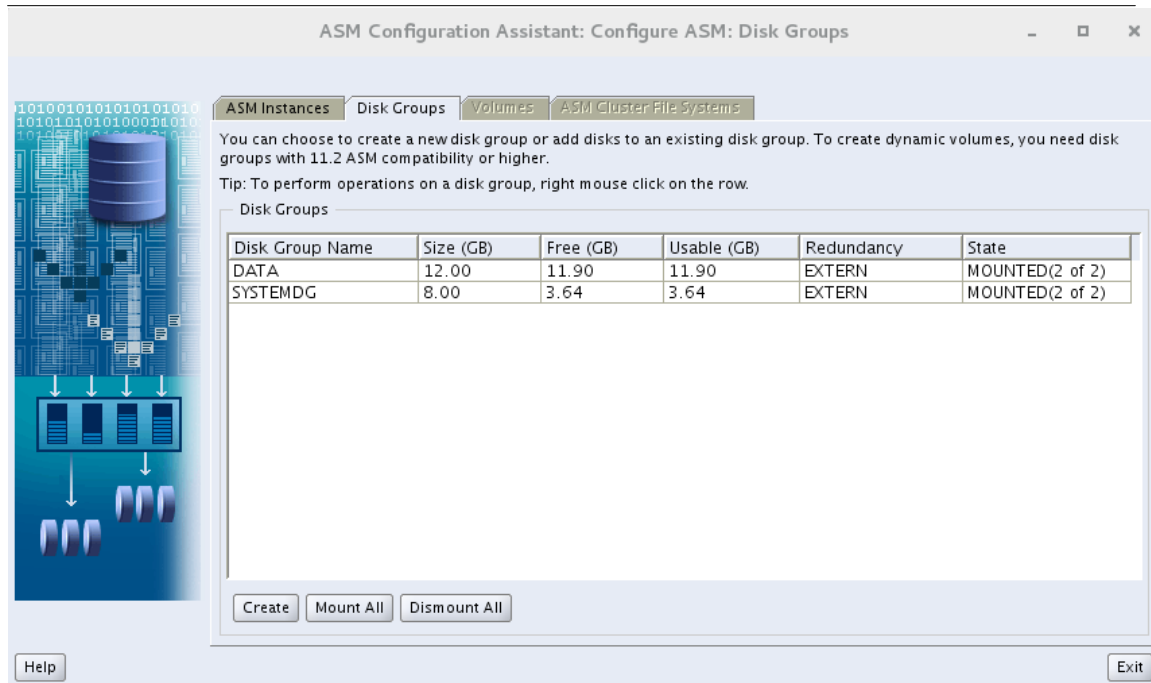 ASM Configuration Assistant: Configure ASM: Disk Groups
ASM Instances Disk Groups Volumes ASM Cluster File Systems
You can choose to create a new disk group or add disks to an existing disk group. To create dynamic volumes, you need disk
groups with 11.2 ASM compatibility or higher.
Tip: To perform operations on a disk group, right mouse click on the row.
Disk Groups
Disk Group Name Size (GB) Free (GB) Usable (GB) Redundancy State
DATA 12.00 11.90 11.90 EXTERN MOUNTED(2 of 2)
SYSTEMDG 8.00 3.64 3.64 EXTERN MOUNTED(2 of 2)
Create Mount All Dismount All
Help Exit